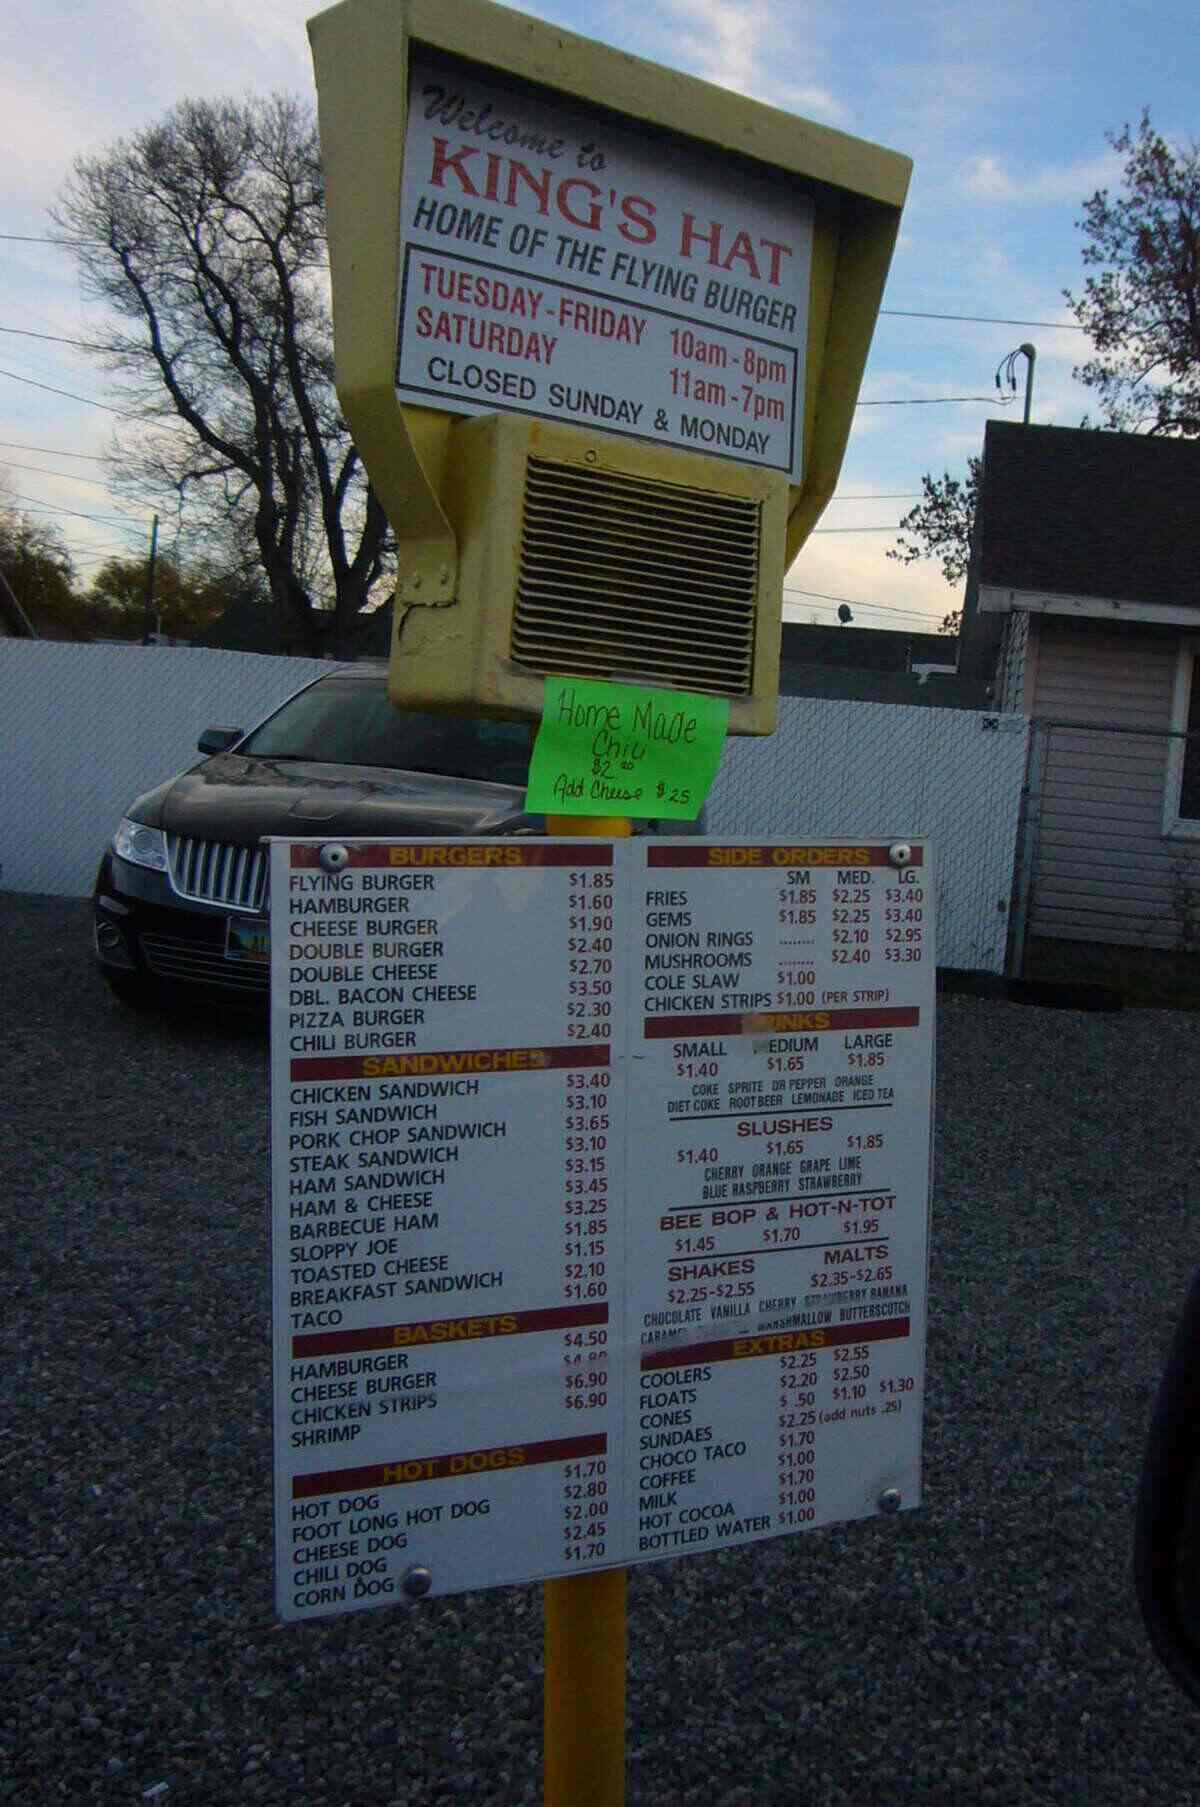 Welcome to
KING'S HAT
HOME OF THE FLYING BURGER
TUESDAY - FRIDAY 10am - 8pm
SATURDAY 11am - 7pm
CLOSED SUNDAY & MONDAY
Home Made
Chili
$2.00
Add Cheese $.25
BURGERS
FLYING BURGER $1.85
HAMBURGER $1.60
CHEESE BURGER $1.90
DOUBLE BURGER $2.40
DOUBLE CHEESE $2.70
DBL. BACON CHEESE $3.50
PIZZA BURGER $2.30
CHILI BURGER $2.40
SANDWICHES
CHICKEN SANDWICH $3.40
FISH SANDWICH $3.10
PORK CHOP SANDWICH $3.65
STEAK SANDWICH $3.10
HAM SANDWICH $3.15
HAM & CHEESE $3.45
BARBECUE HAM $3.25
SLOPPY JOE $1.85
TOASTED CHEESE $1.15
BREAKFAST SANDWICH $2.10
TACO $1.60
BASKETS
HAMBURGER $4.50
CHEESE BURGER $4.80
CHICKEN STRIPS $6.90
SHRIMP $6.90
HOT DOGS
HOT DOG $1.70
FOOT LONG HOT DOG $2.80
CHEESE DOG $2.00
CHILI DOG $2.45
CORN DOG $1.70
SIDE ORDERS
SM MED. LG.
FRIES $1.85 $2.25 $3.40
GEMS $1.85 $2.25 $3.40
ONION RINGS ........ $2.10 $2.95
MUSHROOMS ........ $2.40 $3.30
COLE SLAW $1.00
CHICKEN STRIPS $1.00 (PER STRIP)
DRINKS
SMALL MEDIUM LARGE
$1.40 $1.65 $1.85
COKE SPRITE DR PEPPER ORANGE
DIET COKE ROOTBEER LEMONADE ICED TEA
SLUSHES
$1.40 $1.65 $1.85
CHERRY ORANGE GRAPE LIME
BLUE RASPBERRY STRAWBERRY
BEE BOP & HOT-N-TOT
$1.45 $1.70 $1.95
SHAKES MALTS
$2.25-$2.55 $2.35-$2.65
CHOCOLATE VANILLA CHERRY STRAWBERRY BANANA
CARAMEL MARSHMALLOW BUTTERSCOTCH
EXTRAS
COOLERS $2.25 $2.55
FLOATS $2.20 $2.50
CONES $ .50 $1.10 $1.30
SUNDAES $2.25 (add nuts .25)
CHOCO TACO $1.70
COFFEE $1.00
MILK $1.70
HOT COCOA $1.00
BOTTLED WATER $1.00